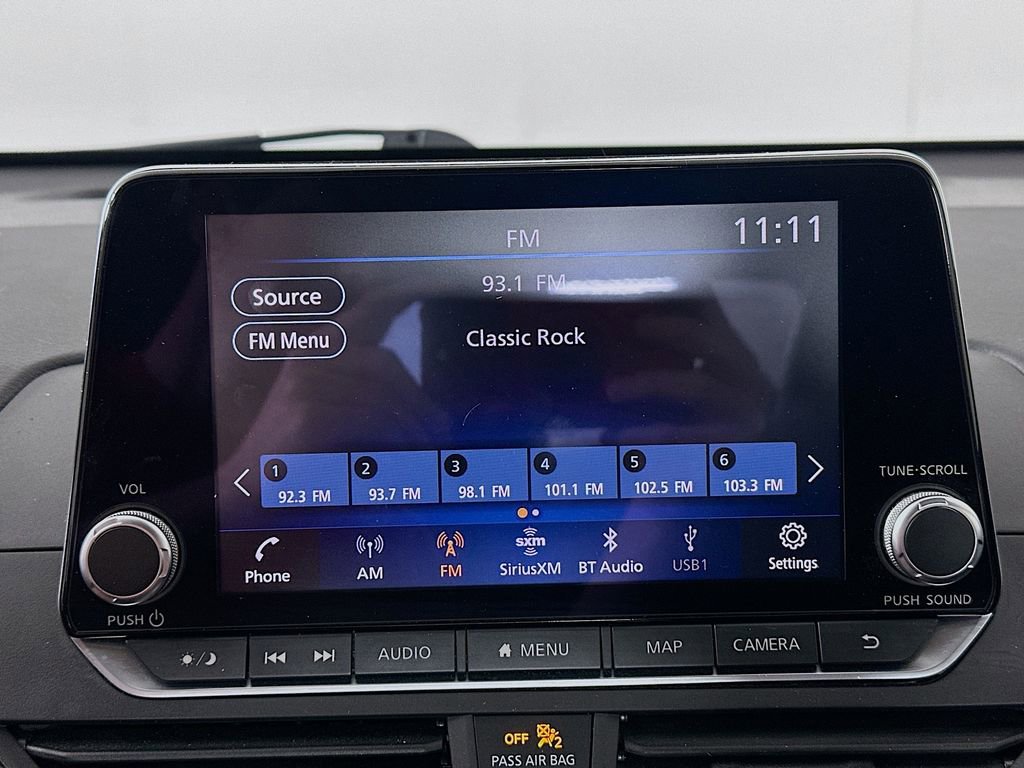 FM
11:11
93.1 FM
Source
FM Menu
Classic Rock
1
92.3 FM
2
93.7 FM
3
98.1 FM
4
101.1 FM
5
102.5 FM
6
103.3 FM
VOL
TUNE·SCROLL
Phone
AM
FM
sxm
SiriusXM
BT Audio
USB1
Settings
PUSH
PUSH SOUND
AUDIO
MENU
MAP
CAMERA
OFF
2
PASS AIR BAG